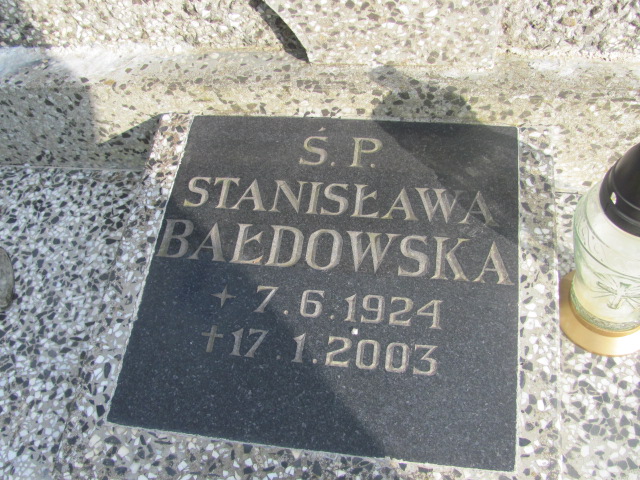 Ś. P.
STANISŁAWA
BAŁDOWSKA
+ 7.6.1924
+ 17.1.2003